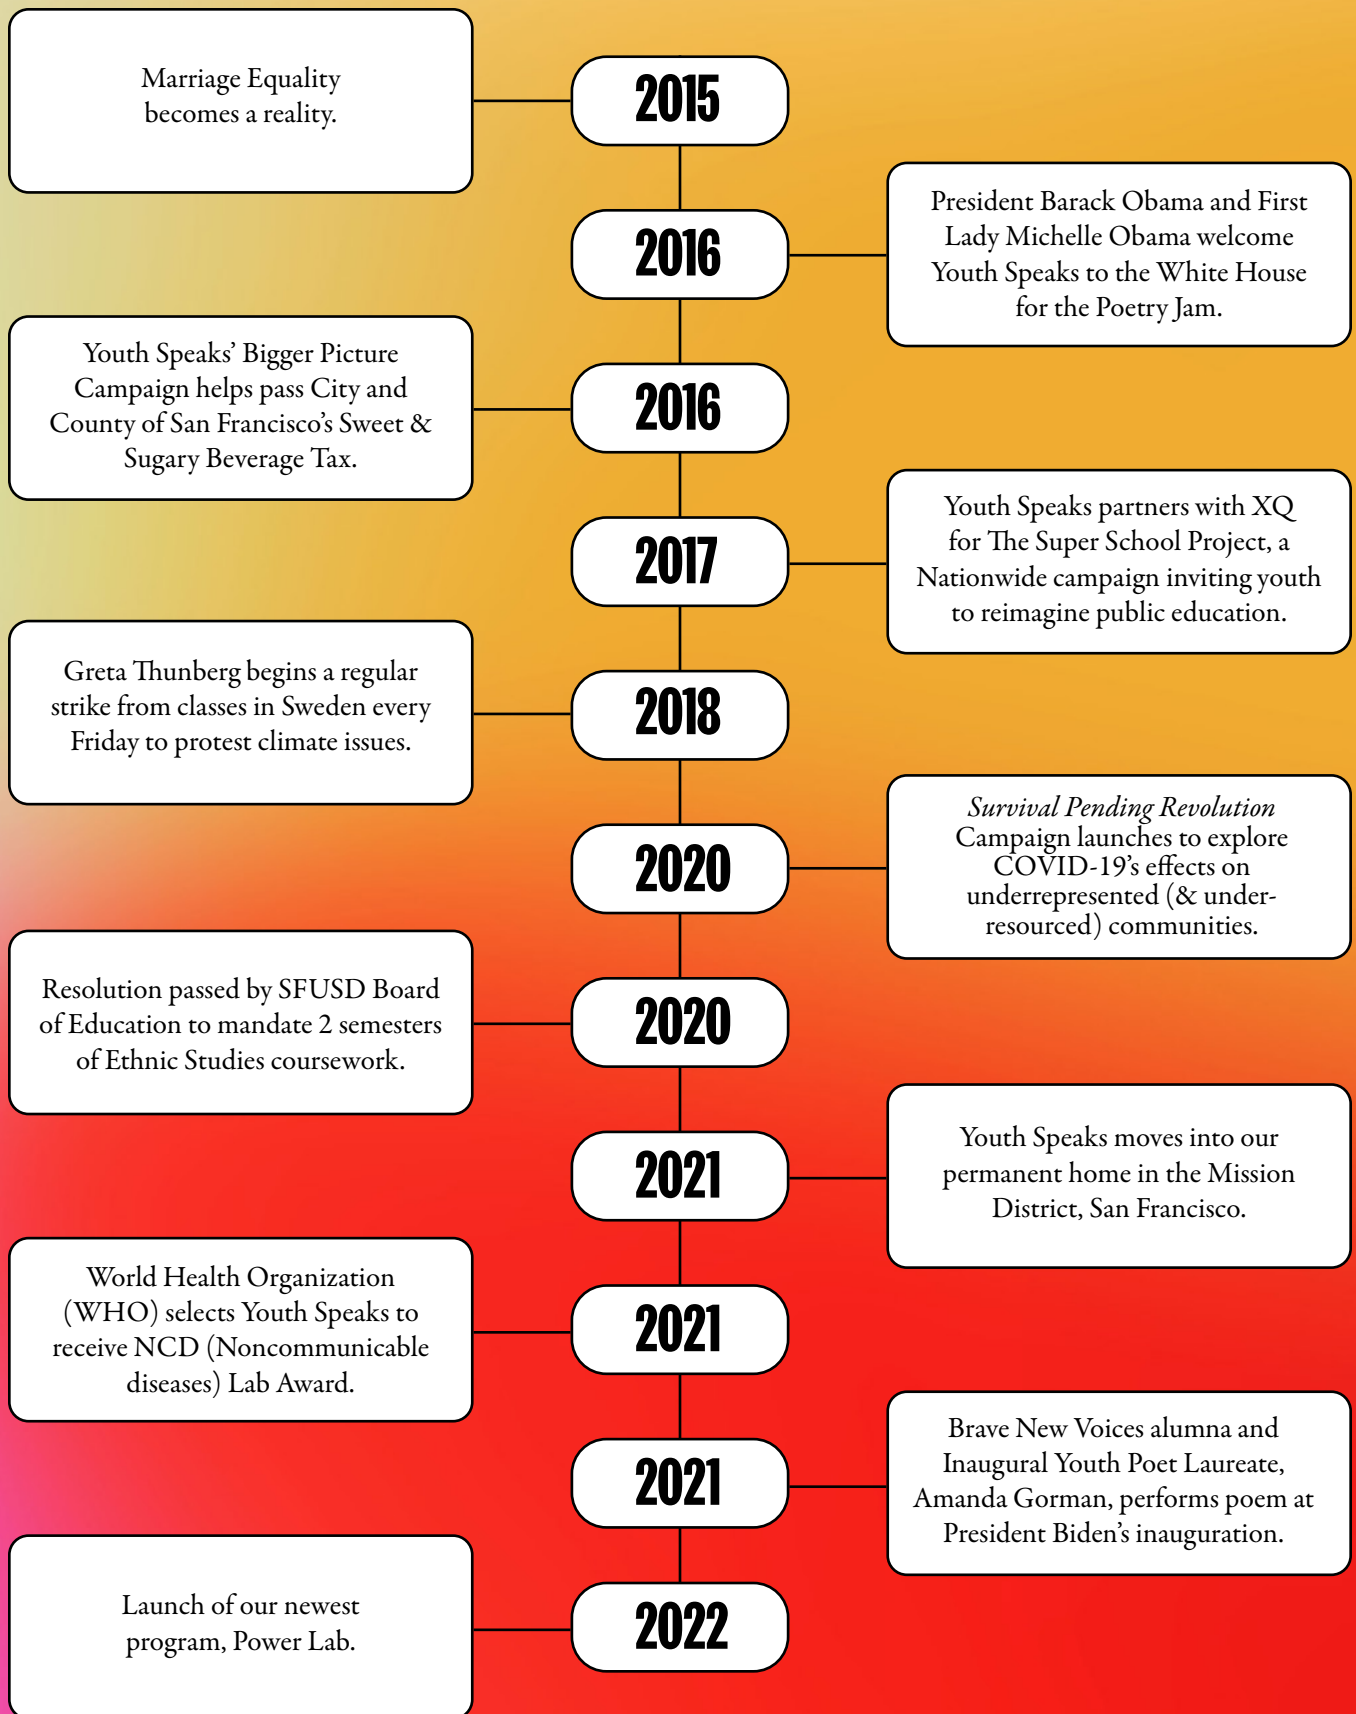 Marriage Equality
becomes a reality.
2015
2016
President Barack Obama and First
Lady Michelle Obama welcome
Youth Speaks to the White House
for the Poetry Jam.
Youth Speaks’ Bigger Picture
Campaign helps pass City and
County of San Francisco’s Sweet &
Sugary Beverage Tax.
2016
2017
Youth Speaks partners with XQ
for The Super School Project, a
Nationwide campaign inviting youth
to reimagine public education.
Greta Thunberg begins a regular
strike from classes in Sweden every
Friday to protest climate issues.
2018
2020
Survival Pending Revolution
Campaign launches to explore
COVID-19’s effects on
underrepresented (& under-
resourced) communities.
Resolution passed by SFUSD Board
of Education to mandate 2 semesters
of Ethnic Studies coursework.
2020
2021
Youth Speaks moves into our
permanent home in the Mission
District, San Francisco.
World Health Organization
(WHO) selects Youth Speaks to
receive NCD (Noncommunicable
diseases) Lab Award.
2021
2021
Brave New Voices alumna and
Inaugural Youth Poet Laureate,
Amanda Gorman, performs poem at
President Biden’s inauguration.
Launch of our newest
program, Power Lab.
2022